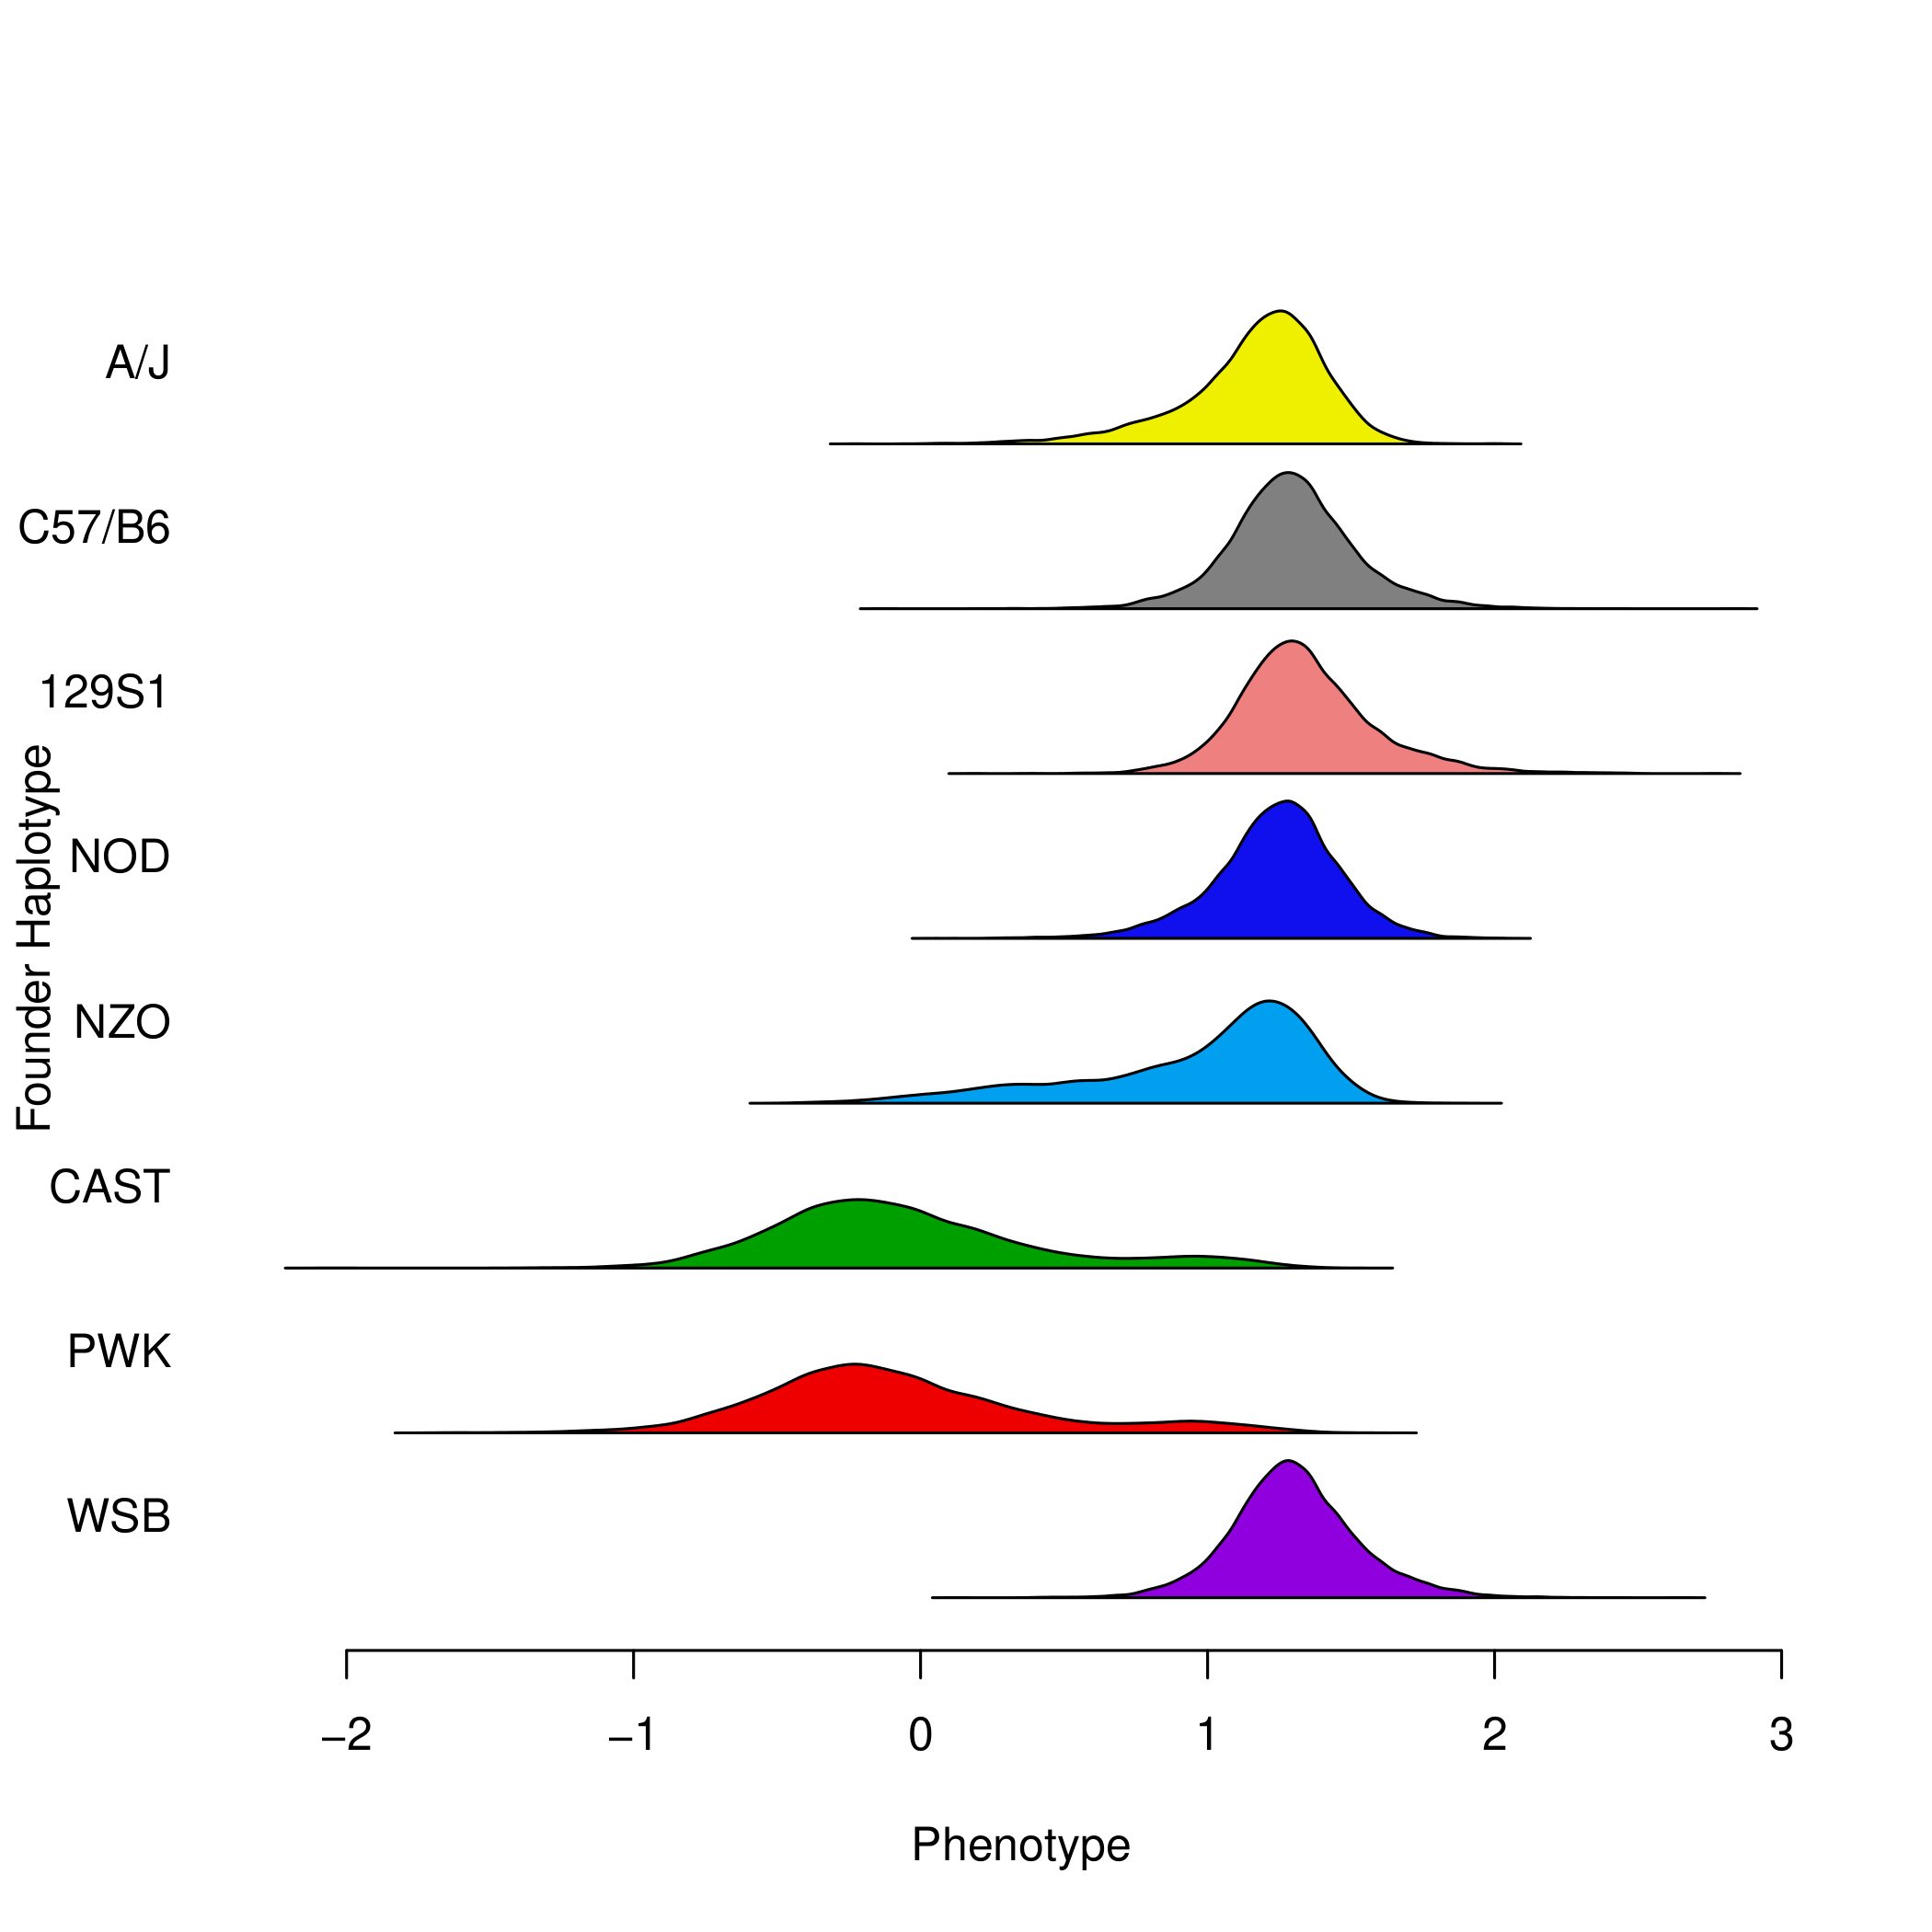 A/J
C57/B6
129S1
NOD
NZO
CAST
PWK
WSB
Founder Haplotype
−2 −1 0 1 2 3
Phenotype